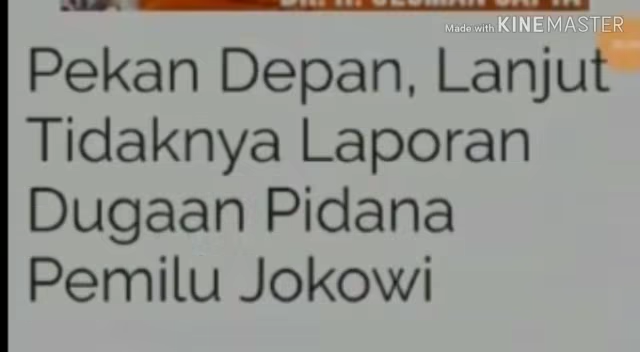 Made with KINEMASTER
Pekan Depan, Lanjut
Tidaknya Laporan
Dugaan Pidana
Pemilu Jokowi